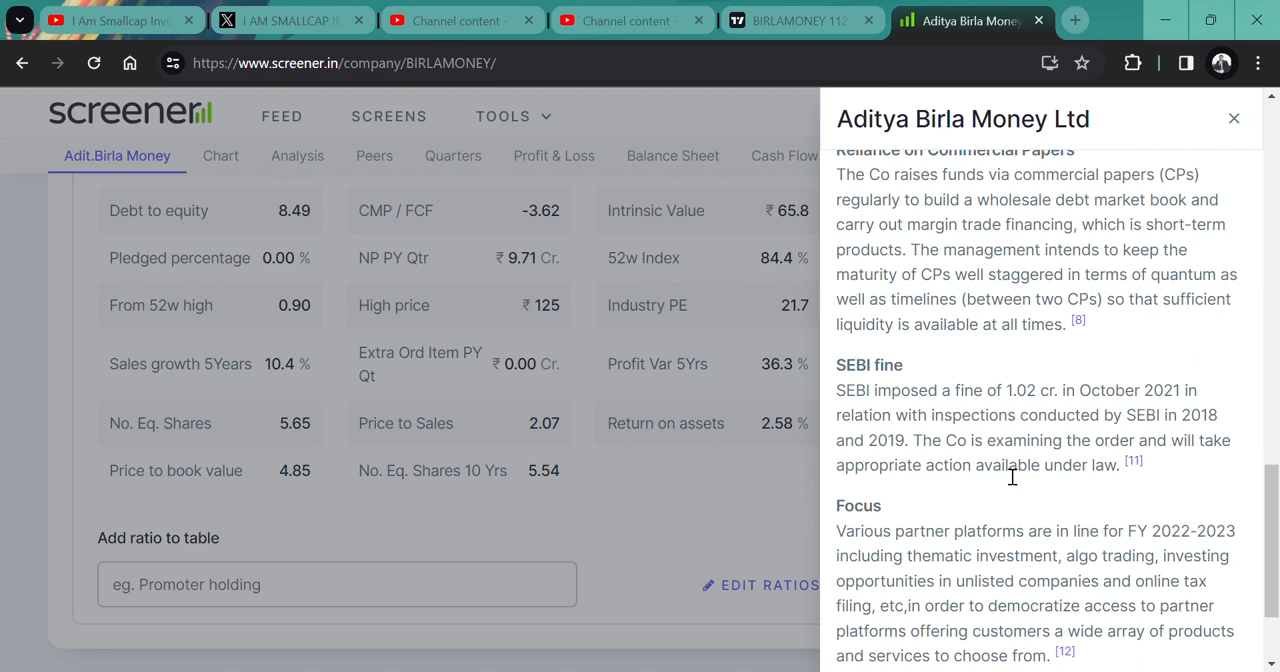 I Am Smallcap Inve
I AM SMALLCAP IN
Channel content -
Channel content -
BIRLAMONEY 112
Aditya Birla Money
https://www.screener.in/company/BIRLAMONEY/
screener
FEED
SCREENS
TOOLS
Adit.Birla Money
Chart
Analysis
Peers
Quarters
Profit & Loss
Balance Sheet
Cash Flow
Debt to equity 8.49
CMP / FCF -3.62
Intrinsic Value ₹ 65.8
Pledged percentage 0.00 %
NP PY Qtr ₹ 9.71 Cr.
52w Index 84.4 %
From 52w high 0.90
High price ₹ 125
Industry PE 21.7
Sales growth 5Years 10.4 %
Extra Ord Item PY
Qt
₹ 0.00 Cr.
Profit Var 5Yrs 36.3 %
No. Eq. Shares 5.65
Price to Sales 2.07
Return on assets 2.58 %
Price to book value 4.85
No. Eq. Shares 10 Yrs 5.54
Add ratio to table
eg. Promoter holding
EDIT RATIOS
Aditya Birla Money Ltd
Reliance on Commercial Papers
The Co raises funds via commercial papers (CPs)
regularly to build a wholesale debt market book and
carry out margin trade financing, which is short-term
products. The management intends to keep the
maturity of CPs well staggered in terms of quantum as
well as timelines (between two CPs) so that sufficient
liquidity is available at all times. [8]
SEBI fine
SEBI imposed a fine of 1.02 cr. in October 2021 in
relation with inspections conducted by SEBI in 2018
and 2019. The Co is examining the order and will take
appropriate action available under law. [11]
Focus
Various partner platforms are in line for FY 2022-2023
including thematic investment, algo trading, investing
opportunities in unlisted companies and online tax
filing, etc,in order to democratize access to partner
platforms offering customers a wide array of products
and services to choose from. [12]